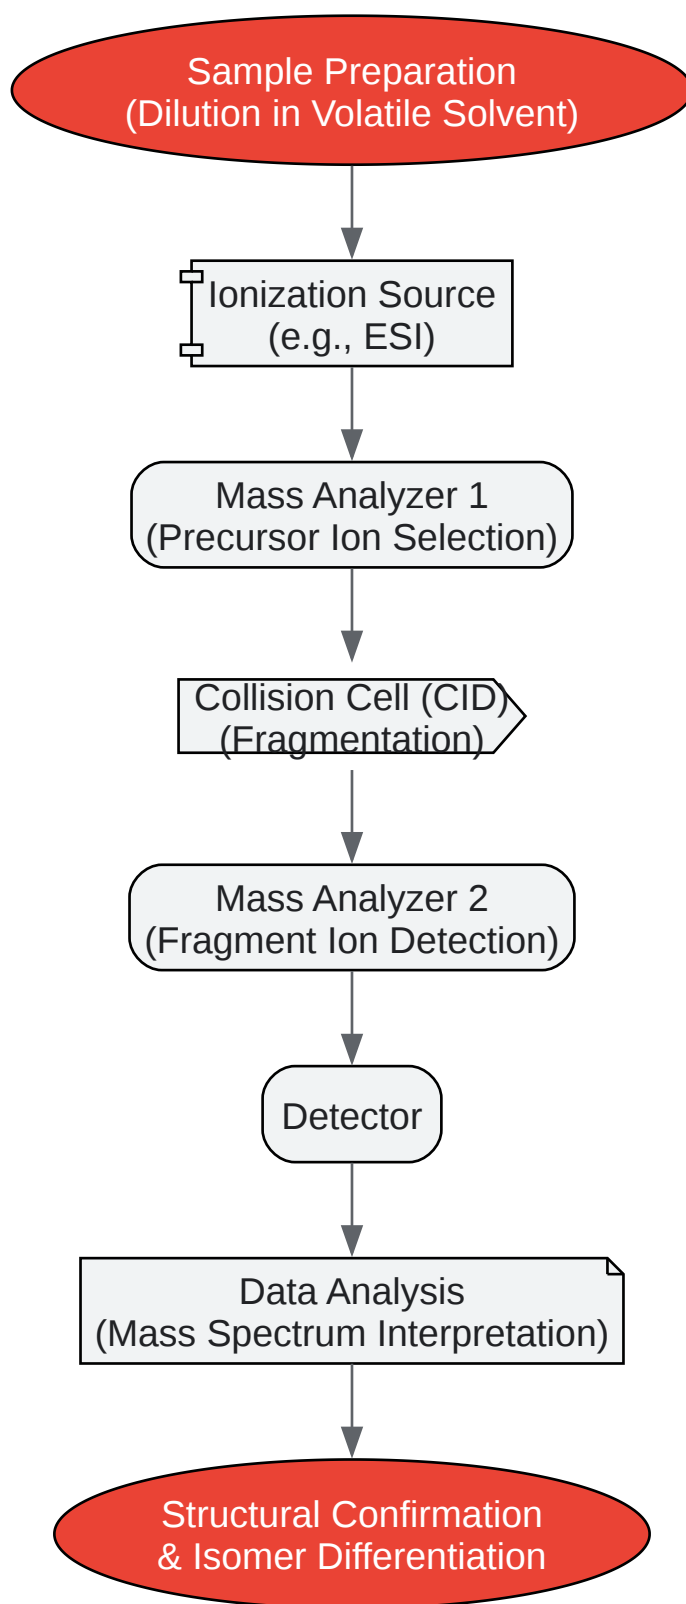 Sample Preparation
(Dilution in Volatile Solvent)
Ionization Source
(e.g., ESI)
Mass Analyzer 1
(Precursor Ion Selection)
Collision Cell (CID)
(Fragmentation)
Mass Analyzer 2
(Fragment Ion Detection)
Detector
Data Analysis
(Mass Spectrum Interpretation)
Structural Confirmation
& Isomer Differentiation